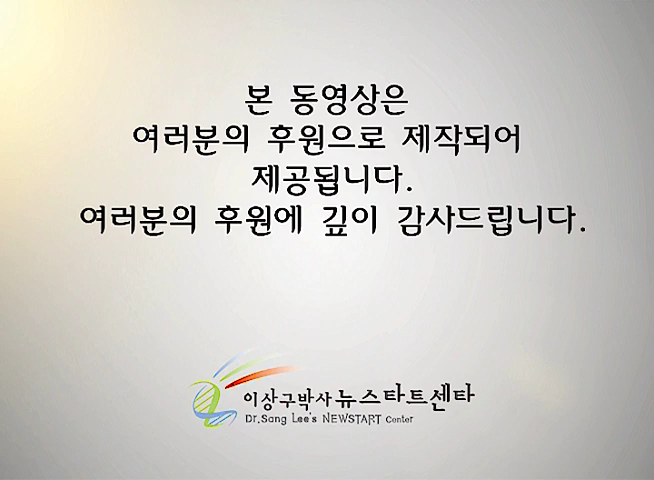 본 동영상은
여러분의 후원으로 제작되어
제공됩니다.
여러분의 후원에 깊이 감사드립니다.
이상구박사 뉴스타트센타
Dr.Sang Lee's NEWSTART Center